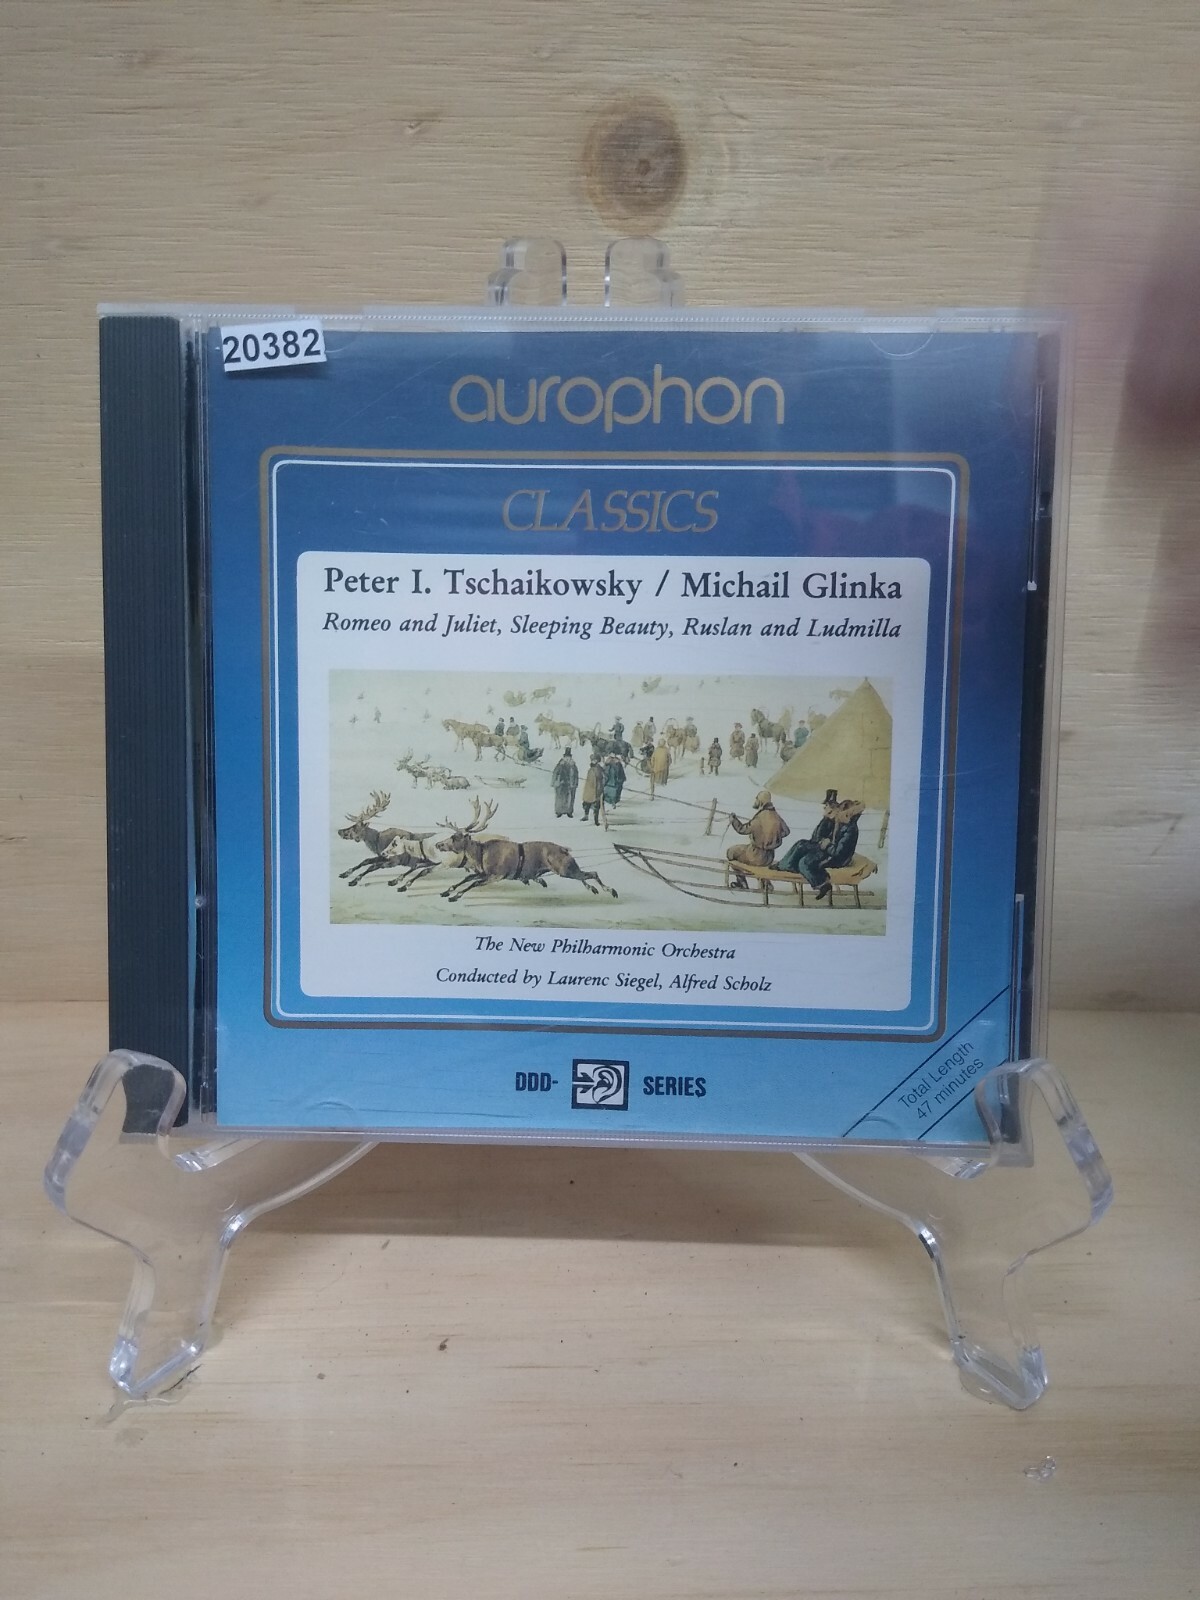 20382
aurophon
CLASSICS
Peter I. Tschaikowsky / Michail Glinka
Romeo and Juliet, Sleeping Beauty, Ruslan and Ludmilla
The New Philharmonic Orchestra
Conducted by Laurenc Siegel, Alfred Scholz
DDD- SERIES
Total Length
47 minutes